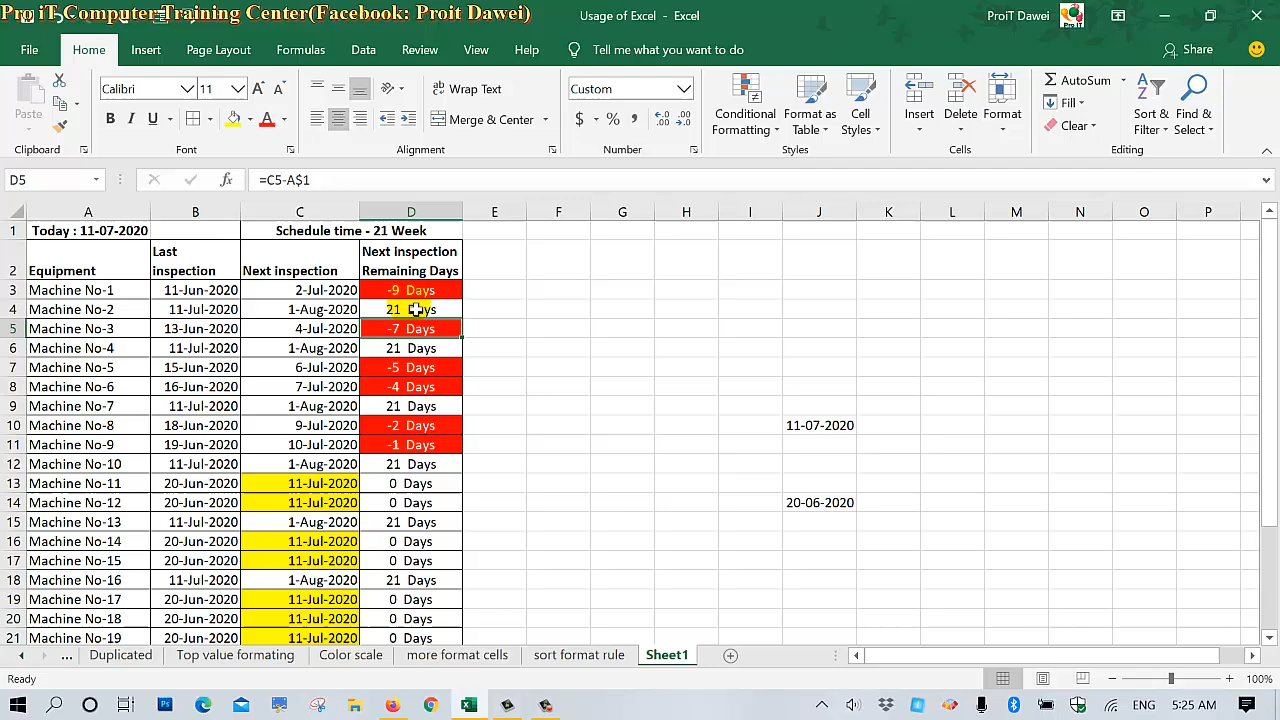 Pro iT Computer Training Center(Facebook: Proit Dawei)
Usage of Excel - Excel
ProiT Dawei
Pro IT
File Home Insert Page Layout Formulas Data Review View Help Tell me what you want to do Share
Paste
Calibri 11
B I U A
A A
Wrap Text
Merge & Center
Custom
$ % ,
Conditional Formatting
Format as Table
Cell Styles
Insert Delete Format
AutoSum
Fill
Clear
Sort & Filter
Find & Select
Clipboard Font Alignment Number Styles Cells Editing
D5 fx =C5-A$1
A B C D E F G H I J K L M N O P
1 Today : 11-07-2020 Schedule time - 21 Week
2 Equipment Last inspection Next inspection Next inspection Remaining Days
3 Machine No-1 11-Jun-2020 2-Jul-2020 -9 Days
4 Machine No-2 11-Jul-2020 1-Aug-2020 21 Days
5 Machine No-3 13-Jun-2020 4-Jul-2020 -7 Days
6 Machine No-4 11-Jul-2020 1-Aug-2020 21 Days
7 Machine No-5 15-Jun-2020 6-Jul-2020 -5 Days
8 Machine No-6 16-Jun-2020 7-Jul-2020 -4 Days
9 Machine No-7 11-Jul-2020 1-Aug-2020 21 Days
10 Machine No-8 18-Jun-2020 9-Jul-2020 -2 Days 11-07-2020
11 Machine No-9 19-Jun-2020 10-Jul-2020 -1 Days
12 Machine No-10 11-Jul-2020 1-Aug-2020 21 Days
13 Machine No-11 20-Jun-2020 11-Jul-2020 0 Days
14 Machine No-12 20-Jun-2020 11-Jul-2020 0 Days 20-06-2020
15 Machine No-13 11-Jul-2020 1-Aug-2020 21 Days
16 Machine No-14 20-Jun-2020 11-Jul-2020 0 Days
17 Machine No-15 20-Jun-2020 11-Jul-2020 0 Days
18 Machine No-16 11-Jul-2020 1-Aug-2020 21 Days
19 Machine No-17 20-Jun-2020 11-Jul-2020 0 Days
20 Machine No-18 20-Jun-2020 11-Jul-2020 0 Days
21 Machine No-19 20-Jun-2020 11-Jul-2020 0 Days
... Duplicated Top value formating Color scale more format cells sort format rule Sheet1
Ready 100%
ENG 5:25 AM